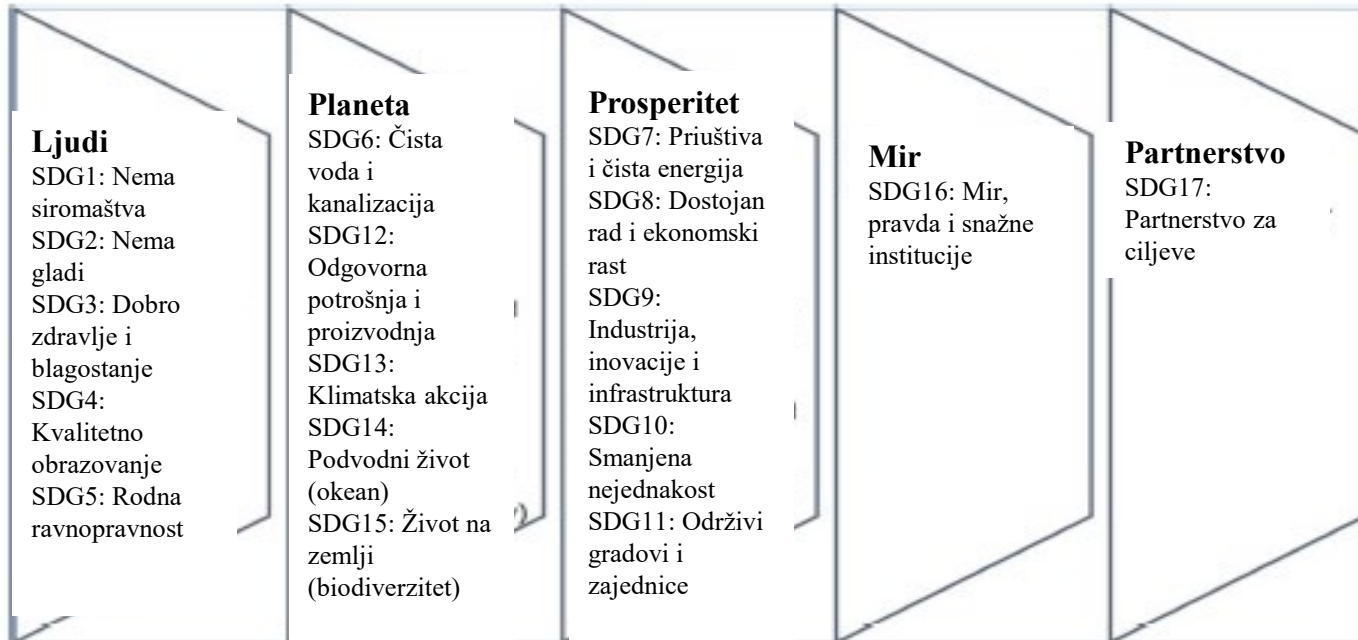 Ljudi
SDG1: Nema
siromaštva
SDG2: Nema
gladi
SDG3: Dobro
zdravlje i
blagostanje
SDG4:
Kvalitetno
obrazovanje
SDG5: Rodna
ravnopravnost
Planeta
SDG6: Čista
voda i
kanalizacija
SDG12:
Odgovorna
potrošnja i
proizvodnja
SDG13:
Klimatska akcija
SDG14:
Podvodni život
(okean)
SDG15: Život na
zemlji
(biodiverzitet)
Prosperitet
SDG7: Priuštiva
i čista energija
SDG8: Dostojan
rad i ekonomski
rast
SDG9:
Industrija,
inovacije i
infrastruktura
SDG10:
Smanjena
nejednakost
SDG11: Održivi
gradovi i
zajednice
Mir
SDG16: Mir,
pravda i snažne
institucije
Partnerstvo
SDG17:
Partnerstvo za
ciljeve